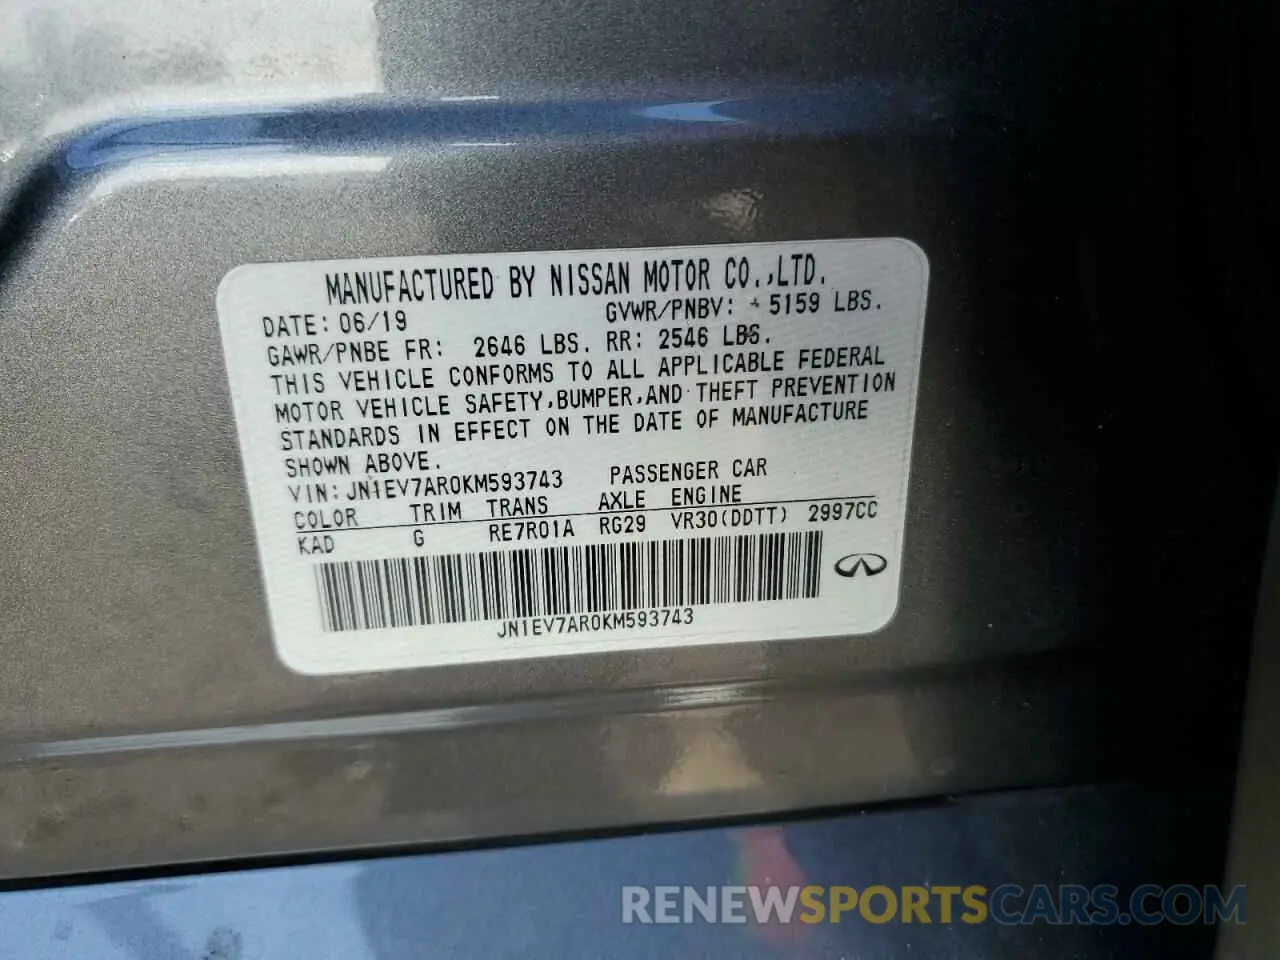 MANUFACTURED BY NISSAN MOTOR CO.,LTD.
DATE: 06/19 GVWR/PNBV: 5159 LBS.
GAWR/PNBE FR: 2646 LBS. RR: 2546 LBS.
THIS VEHICLE CONFORMS TO ALL APPLICABLE FEDERAL
MOTOR VEHICLE SAFETY,BUMPER,AND THEFT PREVENTION
STANDARDS IN EFFECT ON THE DATE OF MANUFACTURE
SHOWN ABOVE.
VIN: JN1EV7AR0KM593743 PASSENGER CAR
COLOR TRIM TRANS AXLE ENGINE
KAD G RE7R01A RG29 VR30(DDTT) 2997CC
JN1EV7AR0KM593743
RENEWSPORTSCARS.COM